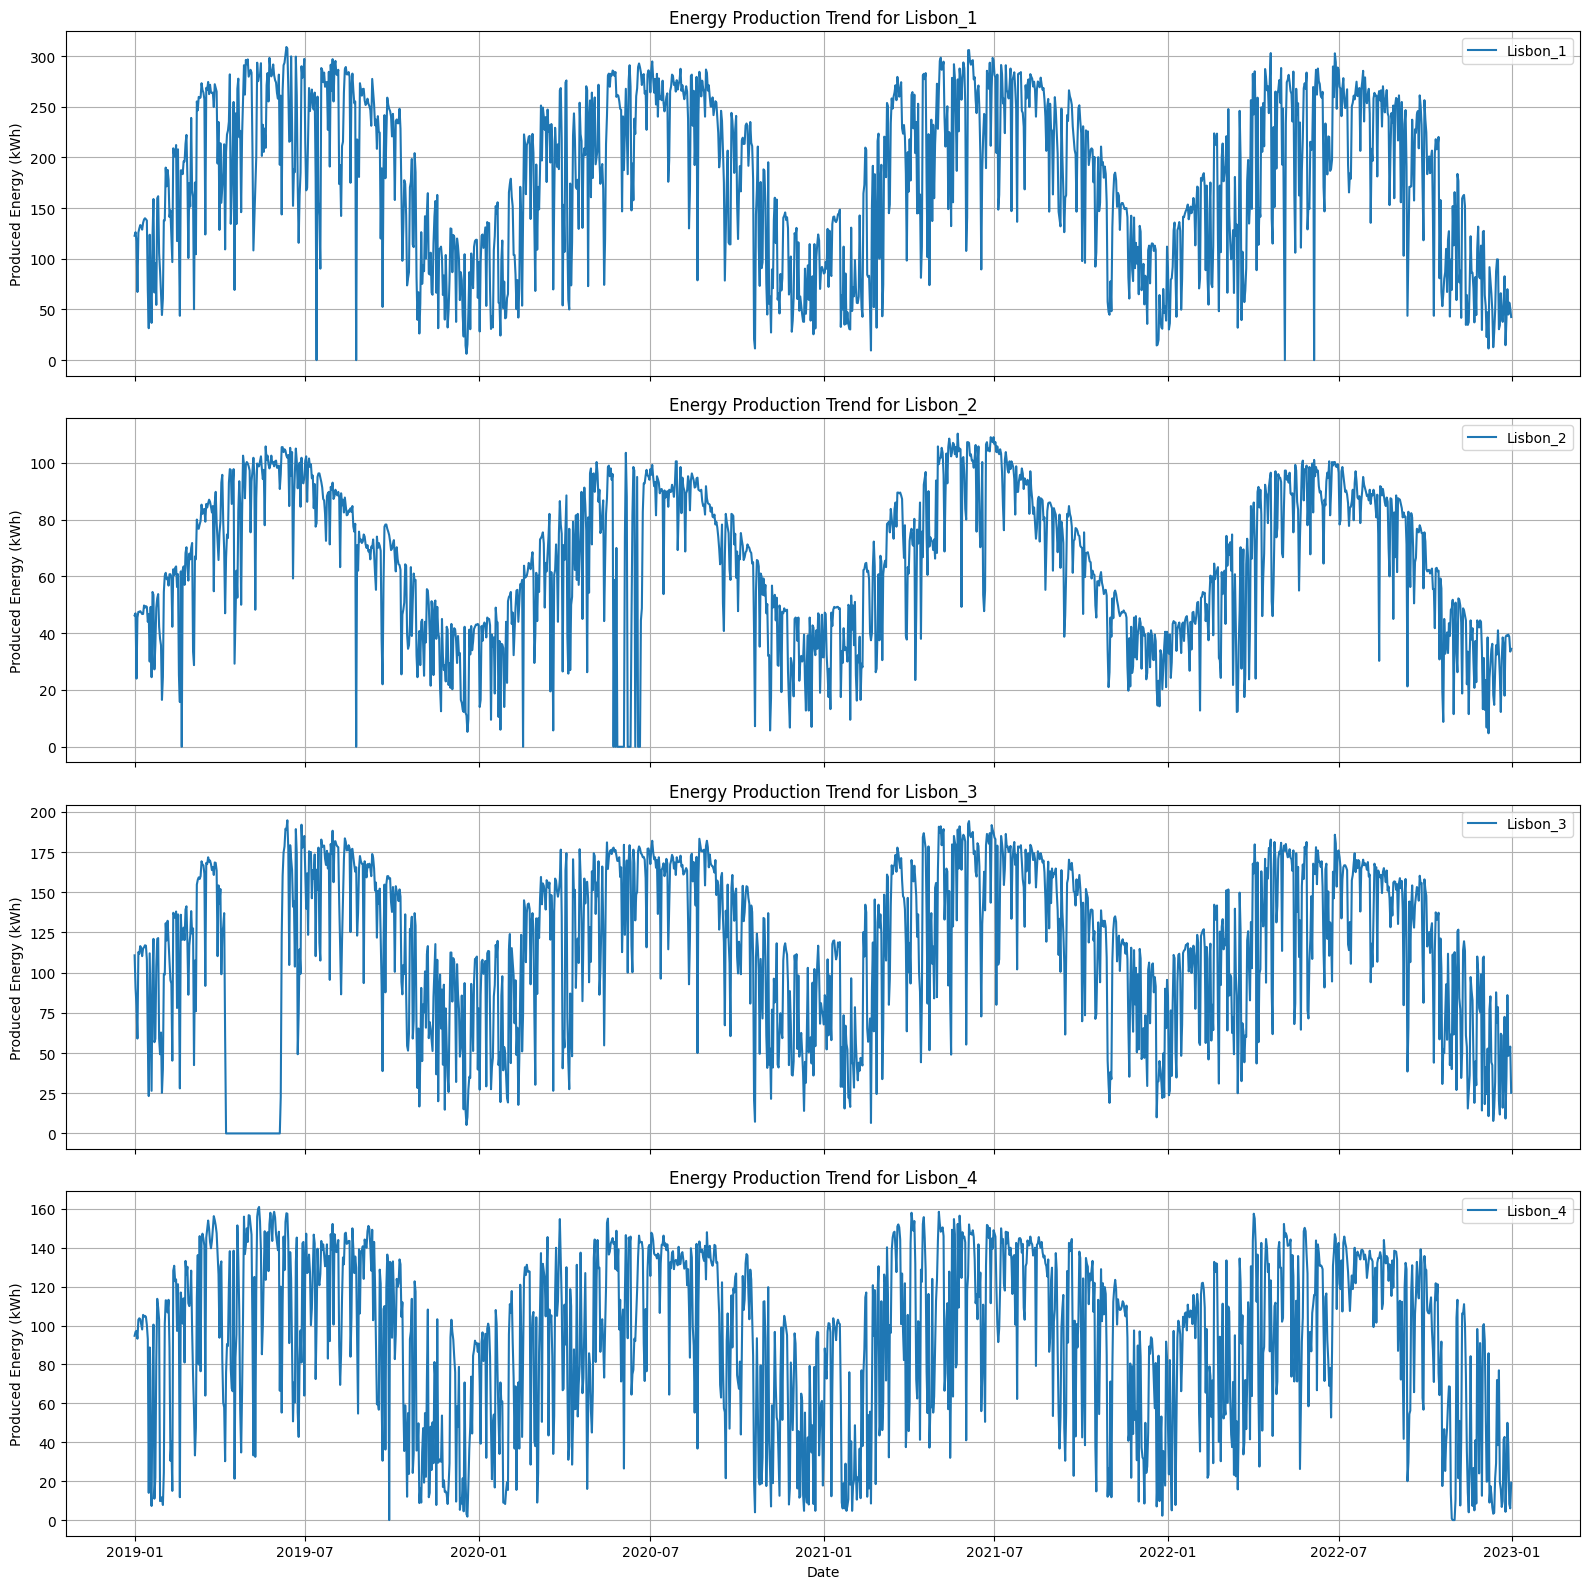 Energy Production Trend for Lisbon_1
Lisbon_1
Produced Energy (kWh)
300
250
200
150
100
50
0
Energy Production Trend for Lisbon_2
Lisbon_2
Produced Energy (kWh)
100
80
60
40
20
0
Energy Production Trend for Lisbon_3
Lisbon_3
Produced Energy (kWh)
200
175
150
125
100
75
50
25
0
Energy Production Trend for Lisbon_4
Lisbon_4
Produced Energy (kWh)
160
140
120
100
80
60
40
20
0
2019-01 2019-07 2020-01 2020-07 2021-01 2021-07 2022-01 2022-07 2023-01
Date